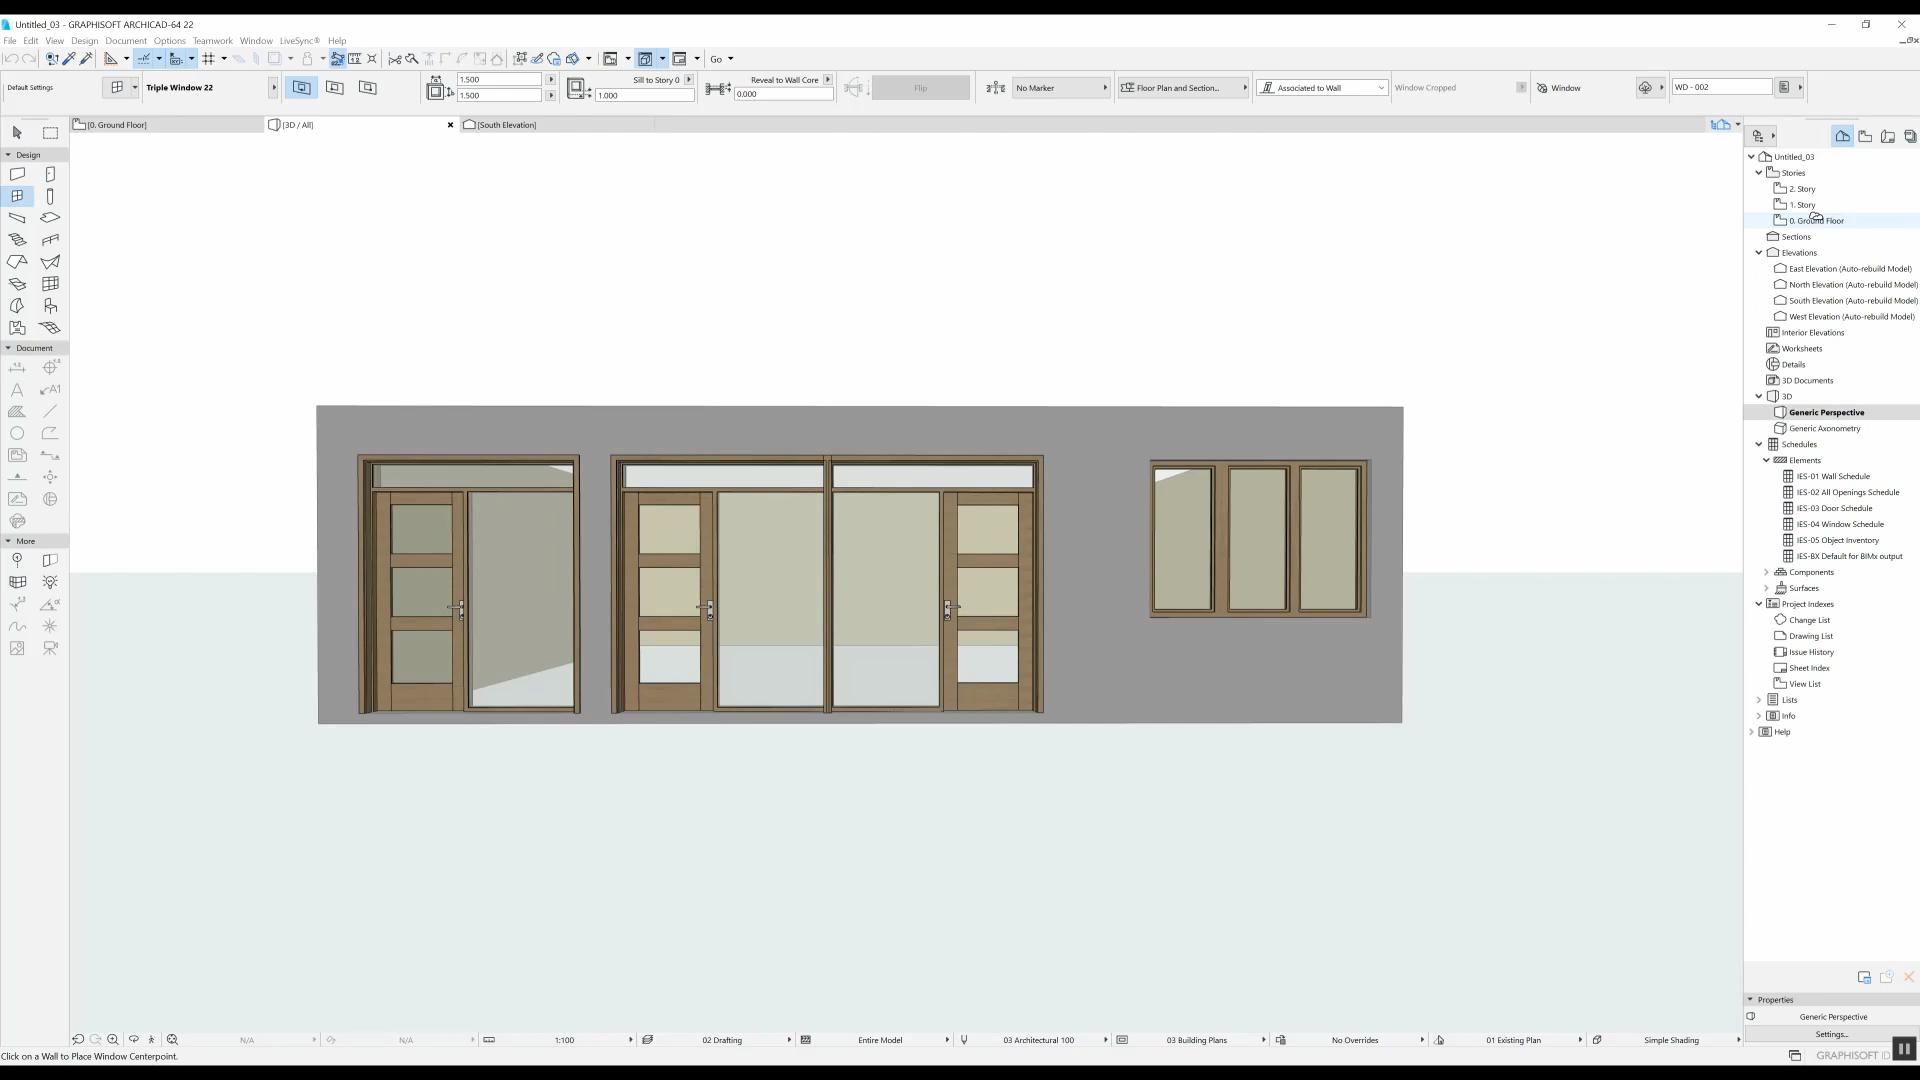 Untitled_03 - GRAPHISOFT ARCHICAD-64 22
File Edit View Design Document Options Teamwork Window LiveSync® Help
Go
Default Settings
Triple Window 22
1.500
1.500
Sill to Story 0
1.000
Reveal to Wall Core
0.000
Flip
No Marker
Floor Plan and Section...
Associated to Wall
Window Cropped
Window
WD - 002
[0. Ground Floor]
[3D / All]
[South Elevation]
Design
Document
A
A1
More
Untitled_03
Stories
2. Story
1. Story
0. Ground Floor
Sections
Elevations
East Elevation (Auto-rebuild Model)
North Elevation (Auto-rebuild Model)
South Elevation (Auto-rebuild Model)
West Elevation (Auto-rebuild Model)
Interior Elevations
Worksheets
Details
3D Documents
3D
Generic Perspective
Generic Axonometry
Schedules
Elements
IES-01 Wall Schedule
IES-02 All Openings Schedule
IES-03 Door Schedule
IES-04 Window Schedule
IES-05 Object Inventory
IES-BX Default for BIMx output
Components
Surfaces
Project Indexes
Change List
Drawing List
Issue History
Sheet Index
View List
Lists
Info
Help
Properties
Generic Perspective
Settings...
N/A
N/A
1:100
02 Drafting
Entire Model
03 Architectural 100
03 Building Plans
No Overrides
01 Existing Plan
Simple Shading
Click on a Wall to Place Window Centerpoint.
GRAPHISOFT ID